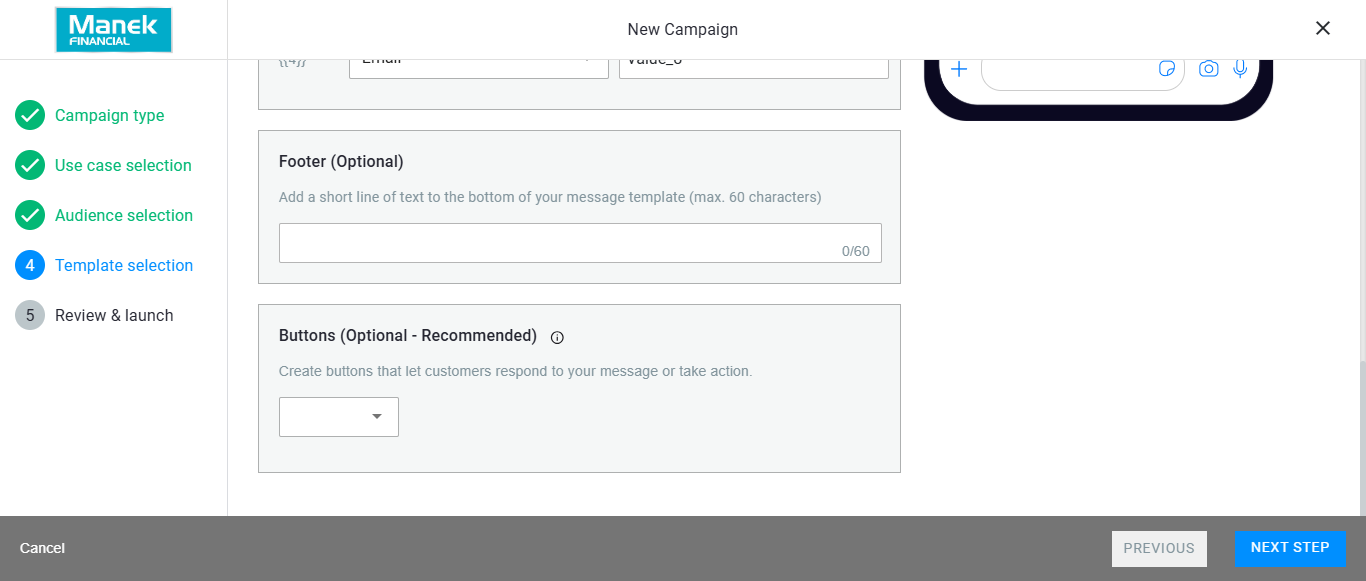 Manek
FINANCIAL
New Campaign
Campaign type
Use case selection
Audience selection
4 Template selection
5 Review & launch
{{4}}
Email
Value_6
Footer (Optional)
Add a short line of text to the bottom of your message template (max. 60 characters)
0/60
Buttons (Optional - Recommended)
Create buttons that let customers respond to your message or take action.
Cancel
PREVIOUS
NEXT STEP